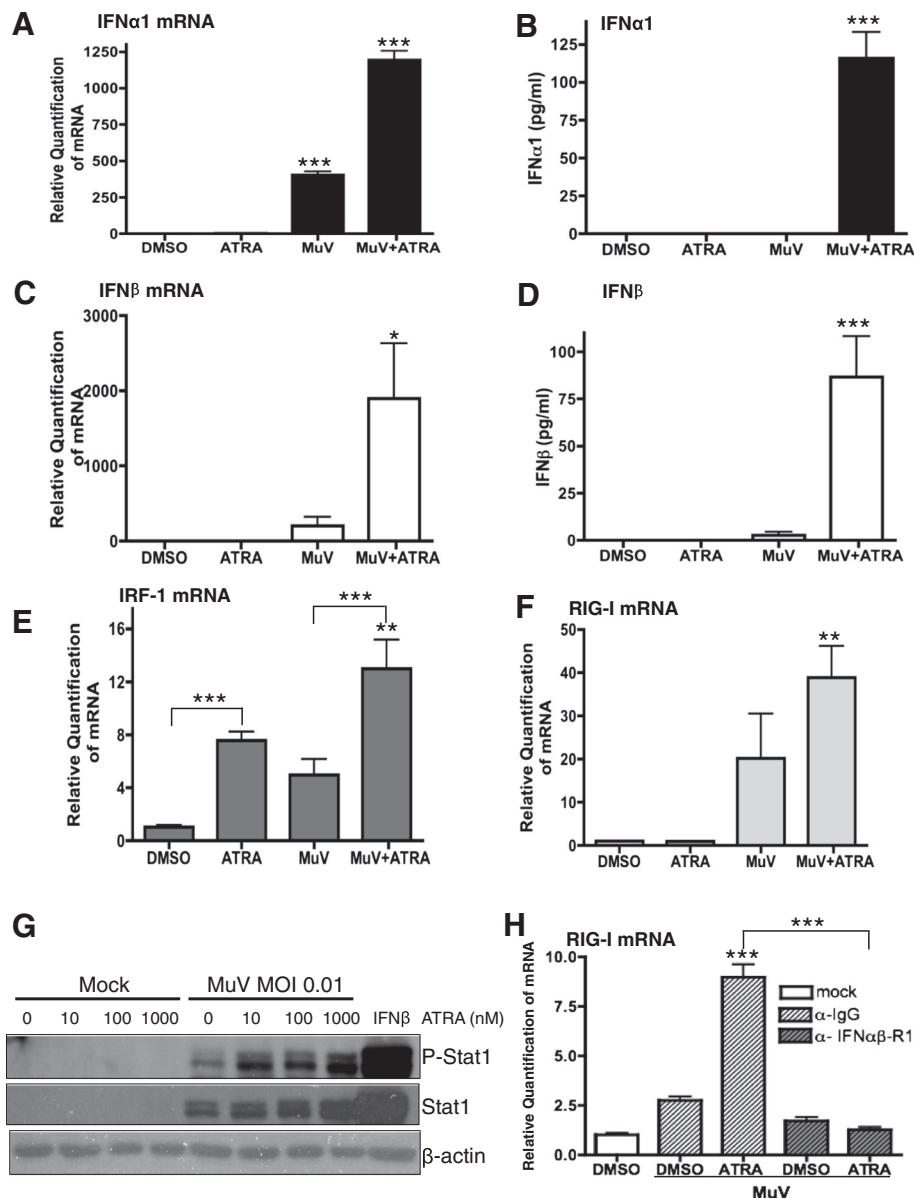 A
IFNα1 mRNA
Relative Quantification
of mRNA
1250
1000
750
500
250
0
***
***
DMSO ATRA MuV MuV+ATRA
B
IFNα1
IFNα1 (pg/ml)
125
100
75
50
25
0
***
DMSO ATRA MuV MuV+ATRA
C
IFNβ mRNA
Relative Quantification
of mRNA
3000
2000
1000
0
*
DMSO ATRA MuV MuV+ATRA
D
IFNβ
IFNβ (pg/ml)
100
75
50
25
0
***
DMSO ATRA MuV MuV+ATRA
E
IRF-1 mRNA
Relative Quantification
of mRNA
16
12
8
4
0
***
***
**
DMSO ATRA MuV MuV+ATRA
F
RIG-I mRNA
Relative Quantification
of mRNA
50
40
30
20
10
0
**
DMSO ATRA MuV MuV+ATRA
G
Mock MuV MOI 0.01
0 10 100 1000 0 10 100 1000 IFNβ ATRA (nM)
P-Stat1
Stat1
β-actin
H
RIG-I mRNA
Relative Quantification of mRNA
10.0
7.5
5.0
2.5
0.0
***
***
mock
α-IgG
α- IFNαβ-R1
DMSO DMSO ATRA DMSO ATRA
MuV